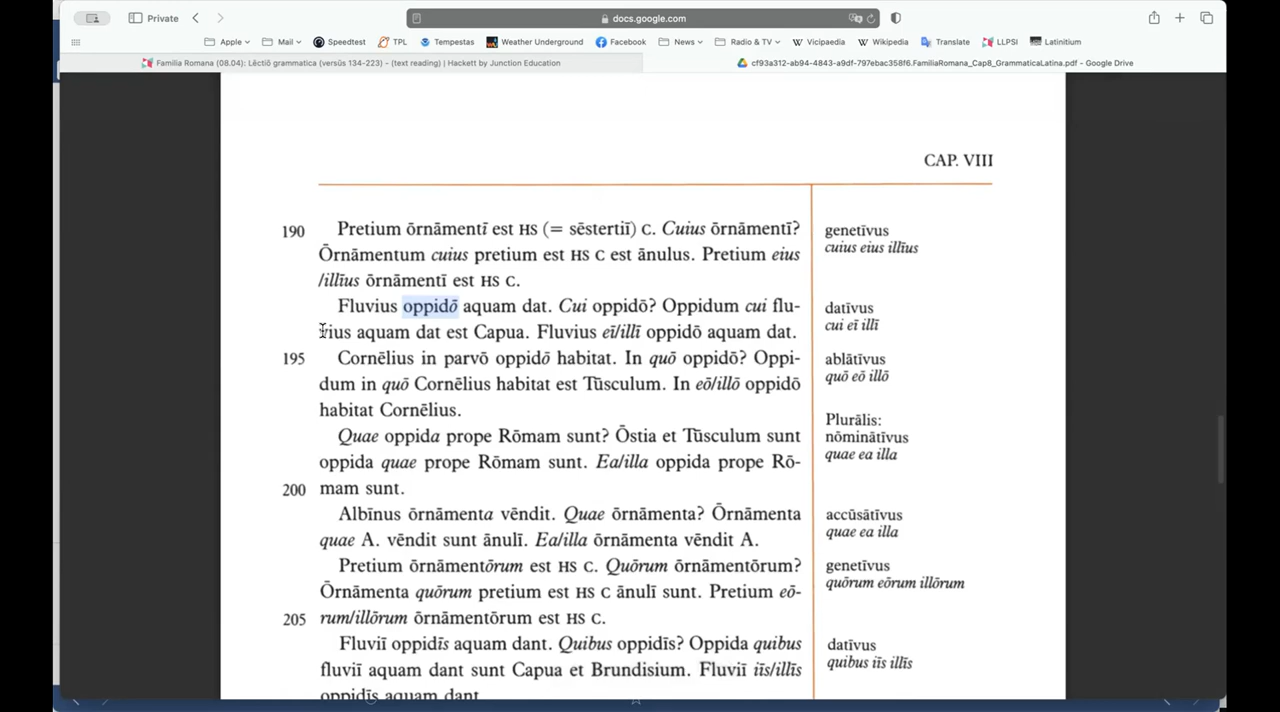 Private
docs.google.com
Apple Mail Speedtest TPL Tempestas Weather Underground Facebook News Radio & TV Vicipaedia Wikipedia Translate LLPSI Latinitium
Familia Romana (08.04): Lēctiō grammatica (versūs 134-223) - (text reading) | Hackett by Junction Education
cf93a312-ab94-4843-a9df-797ebac358f6.FamiliaRomana_Cap8_GrammaticaLatina.pdf - Google Drive
CAP. VIII
190 Pretium ōrnāmentī est HS (= sēstertiī) C. Cuius ōrnāmentī?
Ōrnāmentum cuius pretium est HS C est ānulus. Pretium eius
/illīus ōrnāmentī est HS C.
Fluvius oppidō aquam dat. Cui oppidō? Oppidum cui flu-
vius aquam dat est Capua. Fluvius eī/illī oppidō aquam dat.
195 Cornēlius in parvō oppidō habitat. In quō oppidō? Oppi-
dum in quō Cornēlius habitat est Tūsculum. In eō/illō oppidō
habitat Cornēlius.
Quae oppida prope Rōmam sunt? Ōstia et Tūsculum sunt
oppida quae prope Rōmam sunt. Ea/illa oppida prope Rō-
200 mam sunt.
Albīnus ōrnāmenta vēndit. Quae ōrnāmenta? Ōrnāmenta
quae A. vēndit sunt ānulī. Ea/illa ōrnāmenta vēndit A.
Pretium ōrnāmentōrum est HS C. Quōrum ōrnāmentōrum?
Ōrnāmenta quōrum pretium est HS C ānulī sunt. Pretium eō-
205 rum/illōrum ōrnāmentōrum est HS C.
Fluviī oppidīs aquam dant. Quibus oppidīs? Oppida quibus
fluviī aquam dant sunt Capua et Brundisium. Fluviī iīs/illīs
oppidīs aquam dant
genetīvus
cuius eius illīus
datīvus
cui eī illī
ablātīvus
quō eō illō
Plurālis:
nōminātīvus
quae ea illa
accūsātīvus
quae ea illa
genetīvus
quōrum eōrum illōrum
datīvus
quibus iīs illīs